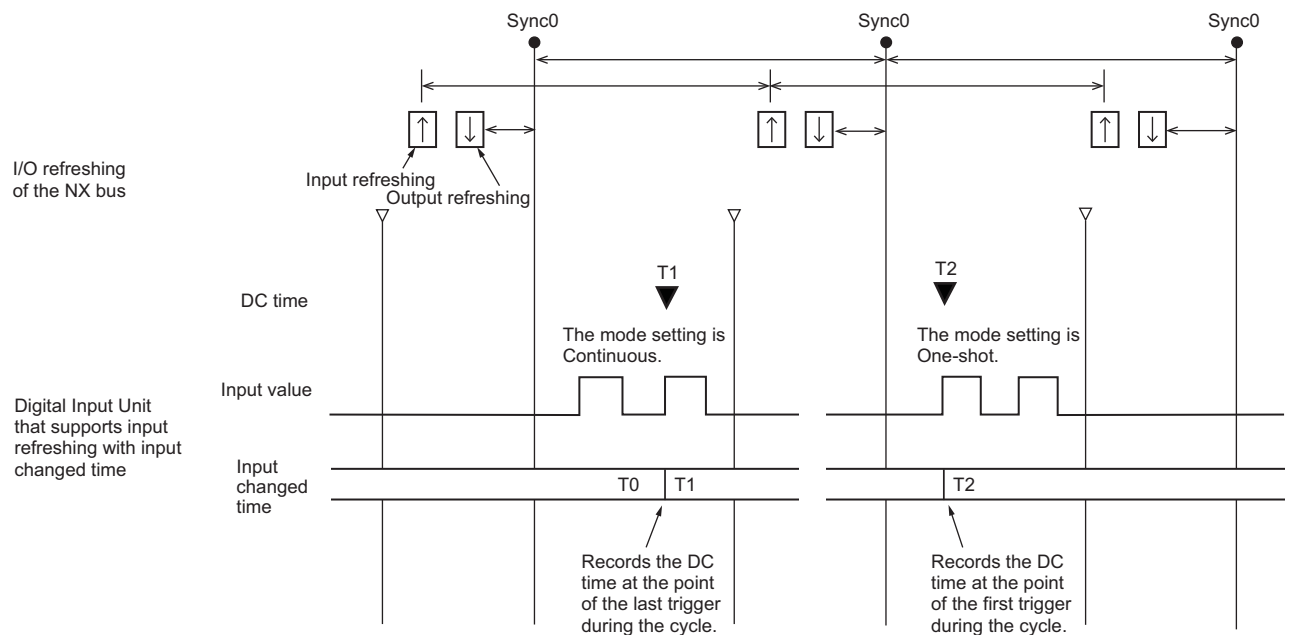 Sync0
Sync0
Sync0
I/O refreshing
of the NX bus
Input refreshing
Output refreshing
DC time
T1
T2
The mode setting is
Continuous.
The mode setting is
One-shot.
Input value
Digital Input Unit
that supports input
refreshing with input
changed time
Input
changed
time
T0
T1
T2
Records the DC
time at the point
of the last trigger
during the cycle.
Records the DC
time at the point
of the first trigger
during the cycle.